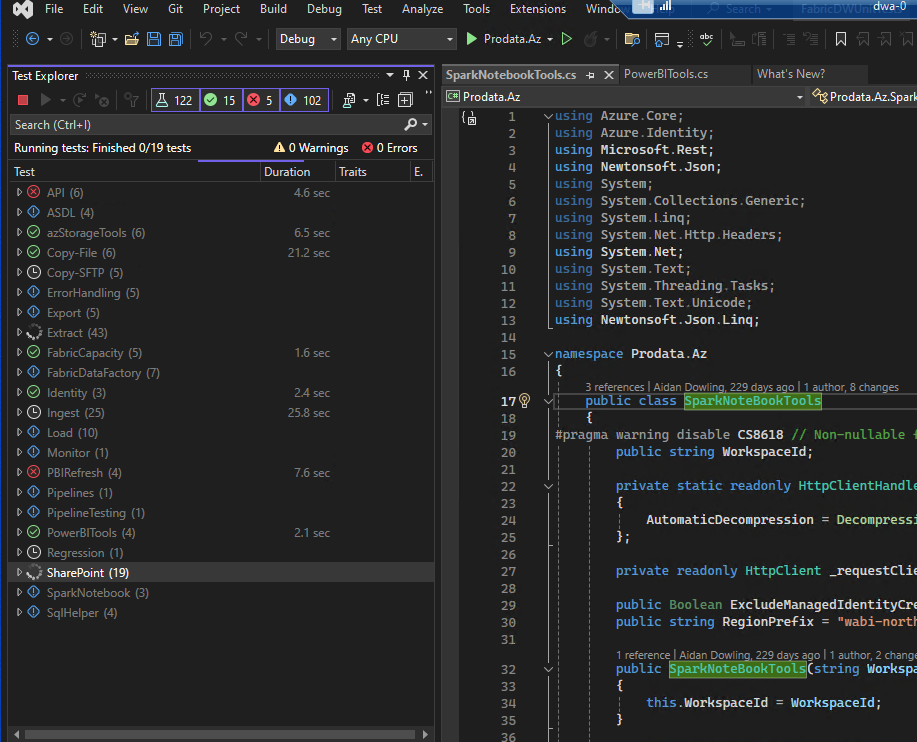 File Edit View Git Project Build Debug Test Analyze Tools Extensions Window Search FabricDWUni
dwa-0
Debug Any CPU Prodata.Az
Test Explorer
122 15 5 102
Search (Ctrl+I)
Running tests: Finished 0/19 tests 0 Warnings 0 Errors
Test Duration Traits E.
API (6) 4.6 sec
ASDL (4)
azStorageTools (6) 6.5 sec
Copy-File (6) 21.2 sec
Copy-SFTP (5)
ErrorHandling (5)
Export (5)
Extract (43)
FabricCapacity (5) 1.6 sec
FabricDataFactory (7)
Identity (3) 2.4 sec
Ingest (25) 25.8 sec
Load (10)
Monitor (1)
PBIRefresh (4) 7.6 sec
Pipelines (1)
PipelineTesting (1)
PowerBITools (4) 2.1 sec
Regression (1)
SharePoint (19)
SparkNotebook (3)
SqlHelper (4)
SparkNotebookTools.cs PowerBITools.cs What's New?
Prodata.Az Prodata.Az.Spark
1 using Azure.Core;
2 using Azure.Identity;
3 using Microsoft.Rest;
4 using Newtonsoft.Json;
5 using System;
6 using System.Collections.Generic;
7 using System.Linq;
8 using System.Net.Http.Headers;
9 using System.Net;
10 using System.Text;
11 using System.Threading.Tasks;
12 using System.Text.Unicode;
13 using Newtonsoft.Json.Linq;
14
15 namespace Prodata.Az
16 {
3 references | Aidan Dowling, 229 days ago | 1 author, 8 changes
17 public class SparkNoteBookTools
18 {
19 #pragma warning disable CS8618 // Non-nullable
20 public string WorkspaceId;
21
22 private static readonly HttpClientHandle
23 {
24 AutomaticDecompression = Decompressi
25 };
26
27 private readonly HttpClient _requestClie
28
29 public Boolean ExcludeManagedIdentityCre
30 public string RegionPrefix = "wabi-north
31
1 reference | Aidan Dowling, 229 days ago | 1 author, 2 change
32 public SparkNoteBookTools(string Workspa
33 {
34 this.WorkspaceId = WorkspaceId;
35 }
36